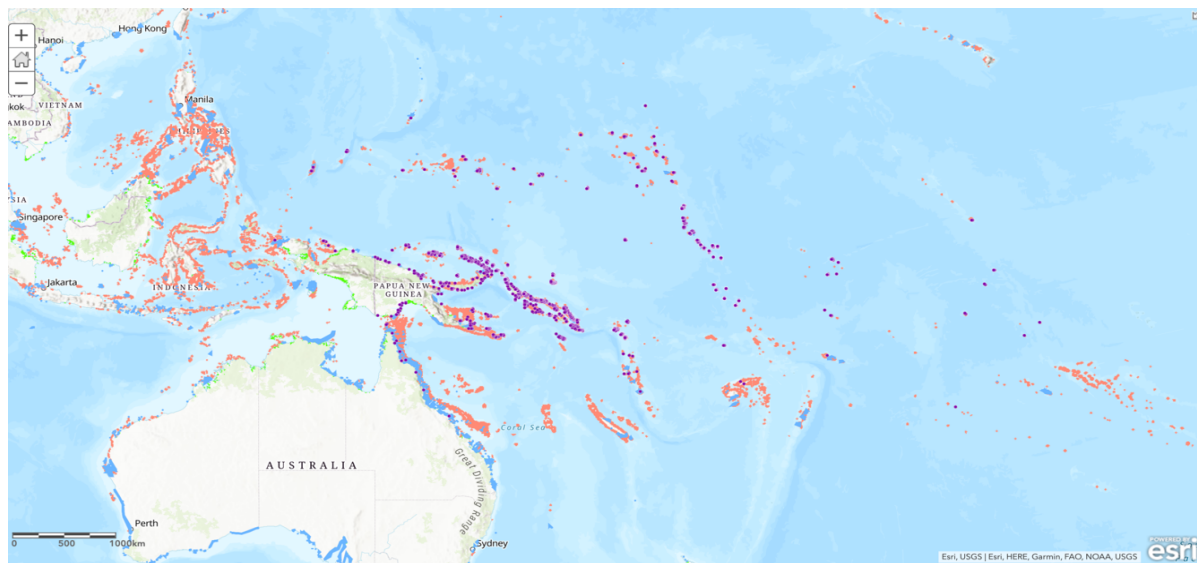 Hong Kong
+
Hanoi
−
Manila
VIETNAM
AMBODIA
Singapore
Jakarta
INDONESIA
PAPUA NEW
GUINEA
Coral Sea
AUSTRALIA
Great Dividing Range
Perth
0 500 1000km
Sydney
Esri, USGS | Esri, HERE, Garmin, FAO, NOAA, USGS
POWERED BY
esri